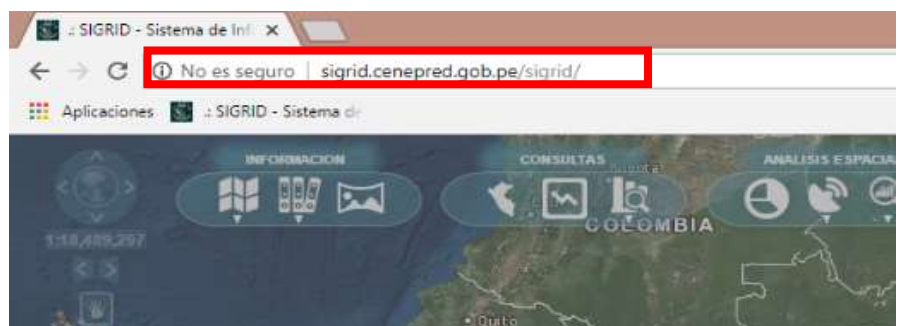 .: SIGRID - Sistema de Inf
No es seguro | sigrid.cenepred.gob.pe/sigrid/
Aplicaciones .: SIGRID - Sistema de
INFORMACION CONSULTAS ANALISIS ESPACIA
COLOMBIA
1:18,489,297
Quito